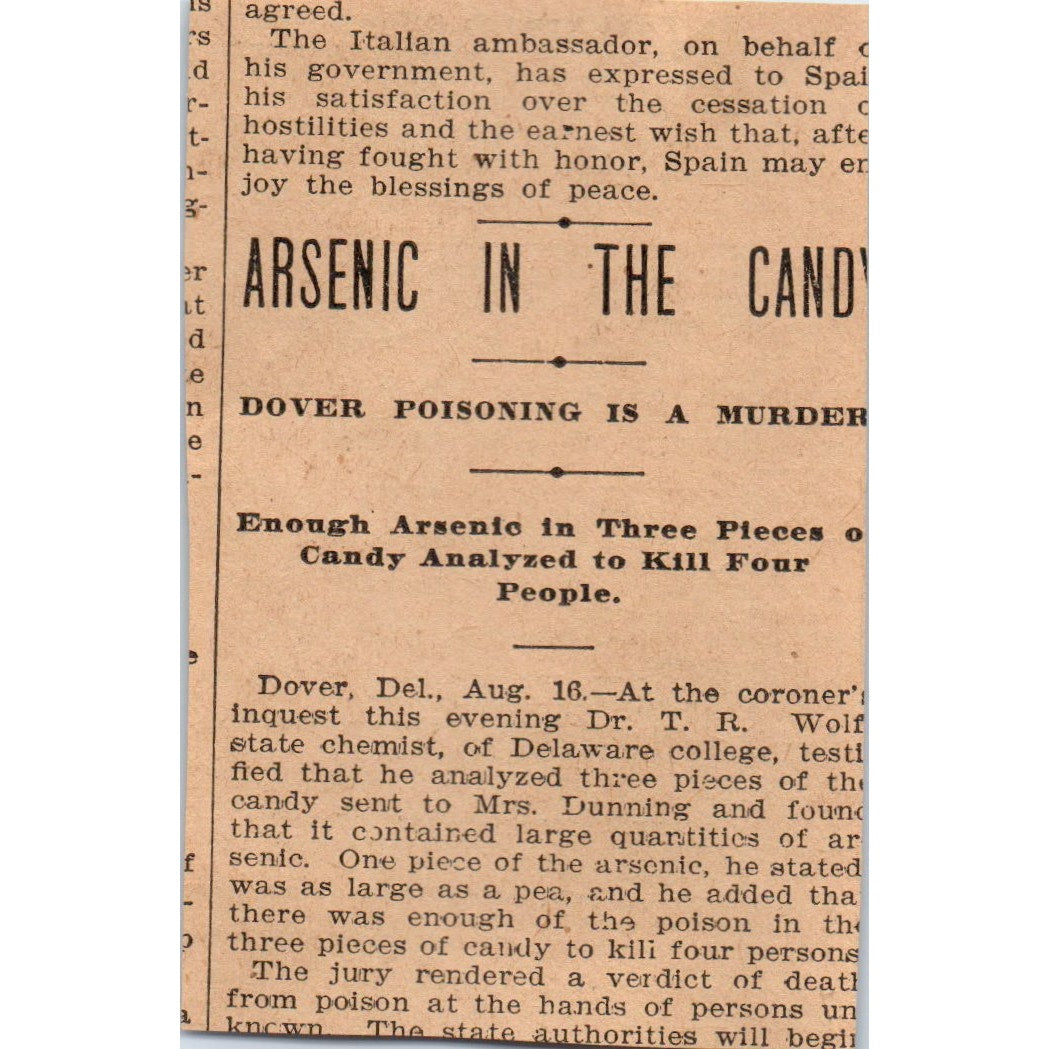 agreed.
The Italian ambassador, on behalf
his government, has expressed to Spai
his satisfaction over the cessation
hostilities and the earnest wish that, afte
having fought with honor, Spain may en
joy the blessings of peace.
ARSENIC IN THE CANDY
DOVER POISONING IS A MURDER
Enough Arsenic in Three Pieces o
Candy Analyzed to Kill Four
People.
Dover, Del., Aug. 16.—At the coroner's
inquest this evening Dr. T. R. Wolf
state chemist, of Delaware college, testi
fied that he analyzed three pieces of the
candy sent to Mrs. Dunning and found
that it contained large quantities of ar
senic. One piece of the arsenic, he stated
was as large as a pea, and he added tha
there was enough of the poison in the
three pieces of candy to kill four persons
The jury rendered a verdict of death
from poison at the hands of persons un
known. The state authorities will begin